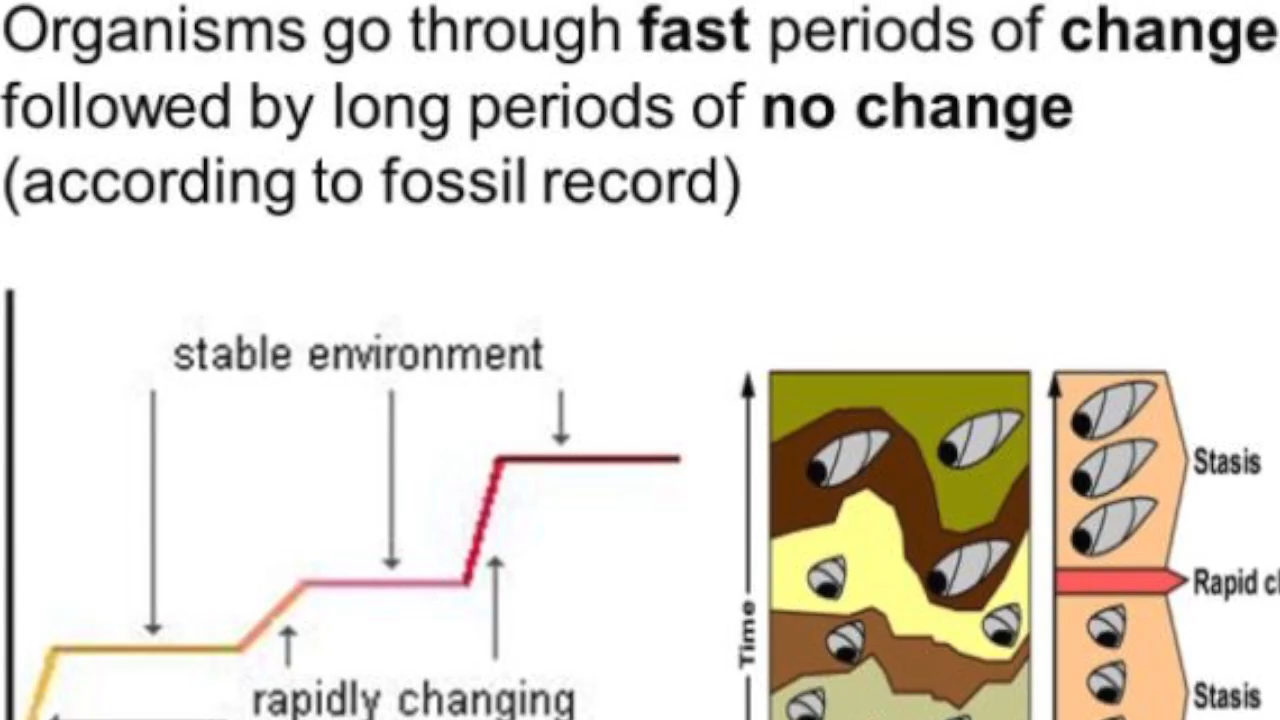 Organisms go through fast periods of change
followed by long periods of no change
(according to fossil record)
stable environment
rapidly changing
Time
Stasis
Rapid
Stasis